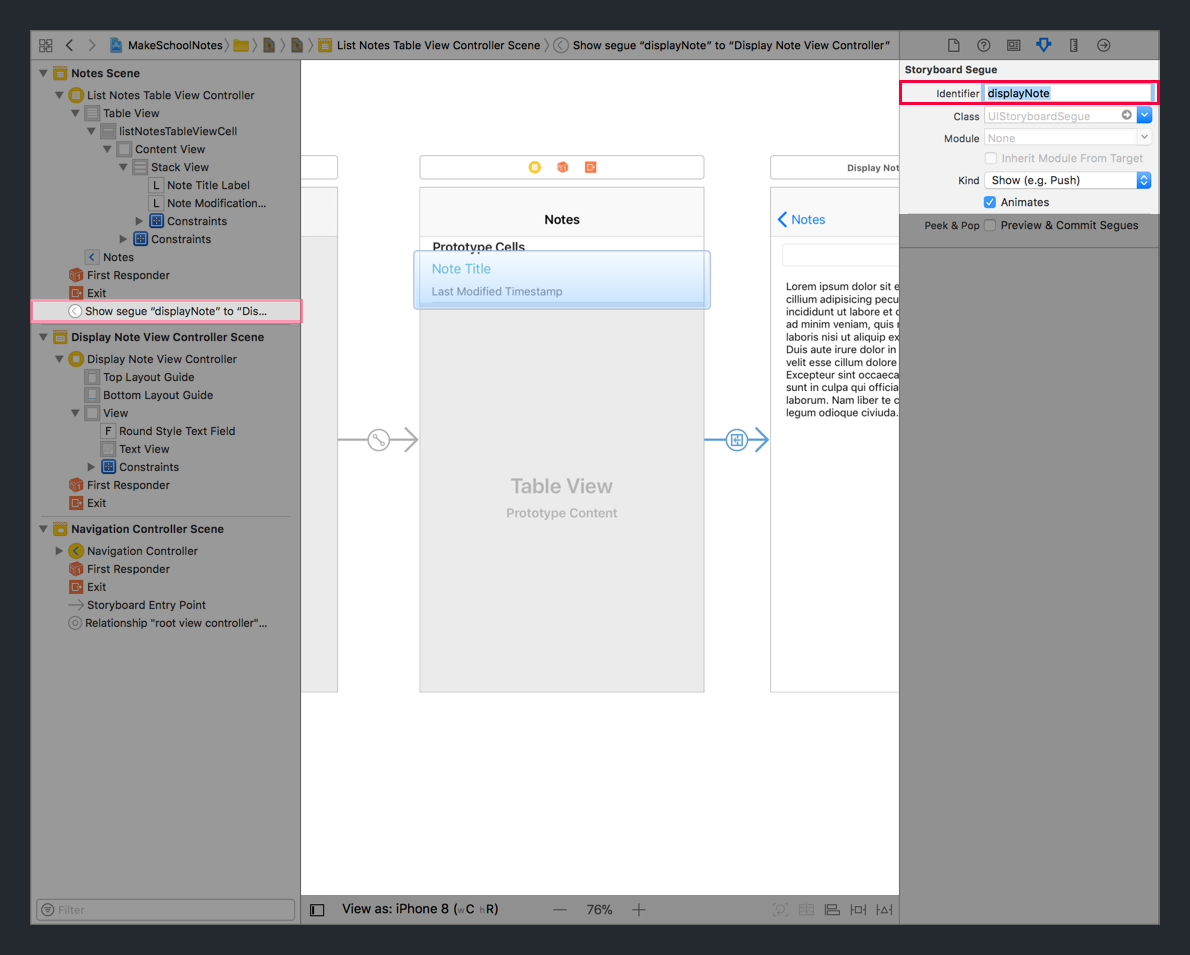 MakeSchoolNotes
List Notes Table View Controller Scene
Show segue “displayNote” to “Display Note View Controller”
Notes Scene
List Notes Table View Controller
Table View
listNotesTableViewCell
Content View
Stack View
L Note Title Label
L Note Modification...
Constraints
Constraints
Notes
First Responder
Exit
Show segue “displayNote” to “Dis...
Display Note View Controller Scene
Display Note View Controller
Top Layout Guide
Bottom Layout Guide
View
F Round Style Text Field
Text View
Constraints
First Responder
Exit
Navigation Controller Scene
Navigation Controller
First Responder
Exit
Storyboard Entry Point
Relationship "root view controller"...
Filter
Notes
Prototype Cells
Note Title
Last Modified Timestamp
Table View
Prototype Content
Display Not
Notes
Lorem ipsum dolor sit e
cillium adipisicing pecu
incididunt ut labore et c
ad minim veniam, quis
laboris nisi ut aliquip ex
Duis aute irure dolor in
velit esse cillum dolore
Excepteur sint occaeca
sunt in culpa qui officia
laborum. Nam liber te c
legum odioque civiuda.
View as: iPhone 8 (wC hR)
76%
Storyboard Segue
Identifier displayNote
Class UIStoryboardSegue
Module None
Inherit Module From Target
Kind Show (e.g. Push)
Animates
Peek & Pop Preview & Commit Segues